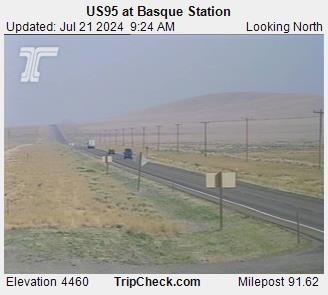 US95 at Basque Station
Updated: Jul 21 2024 9:24 AM Looking North
Elevation 4460 TripCheck.com Milepost 91.62